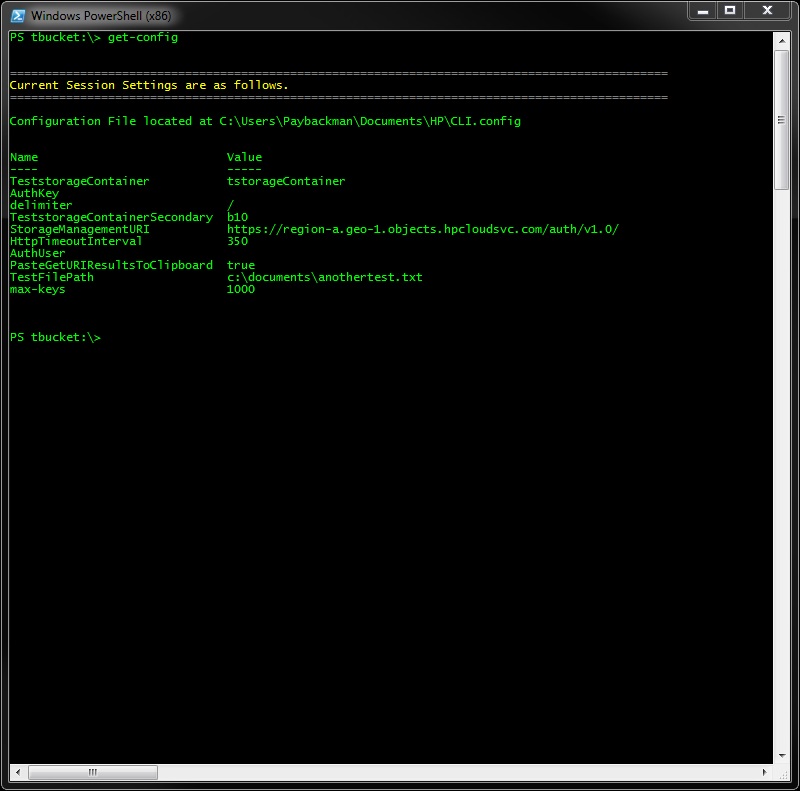 Windows PowerShell (x86)
PS tbucket:\> get-config
==============================================================================================
Current Session Settings are as follows.
==============================================================================================
Configuration File located at C:\Users\Paybackman\Documents\HP\CLI.config
Name                           Value
----                           -----
TeststorageContainer           tstorageContainer
AuthKey
delimiter                      /
TeststorageContainerSecondary  b10
StorageManagementURI           https://region-a.geo-1.objects.hpcloudsvc.com/auth/v1.0/
HttpTimeoutInterval            350
AuthUser
PasteGetURIResultsToClipboard  true
TestFilePath                   c:\documents\anothertest.txt
max-keys                       1000
PS tbucket:\>